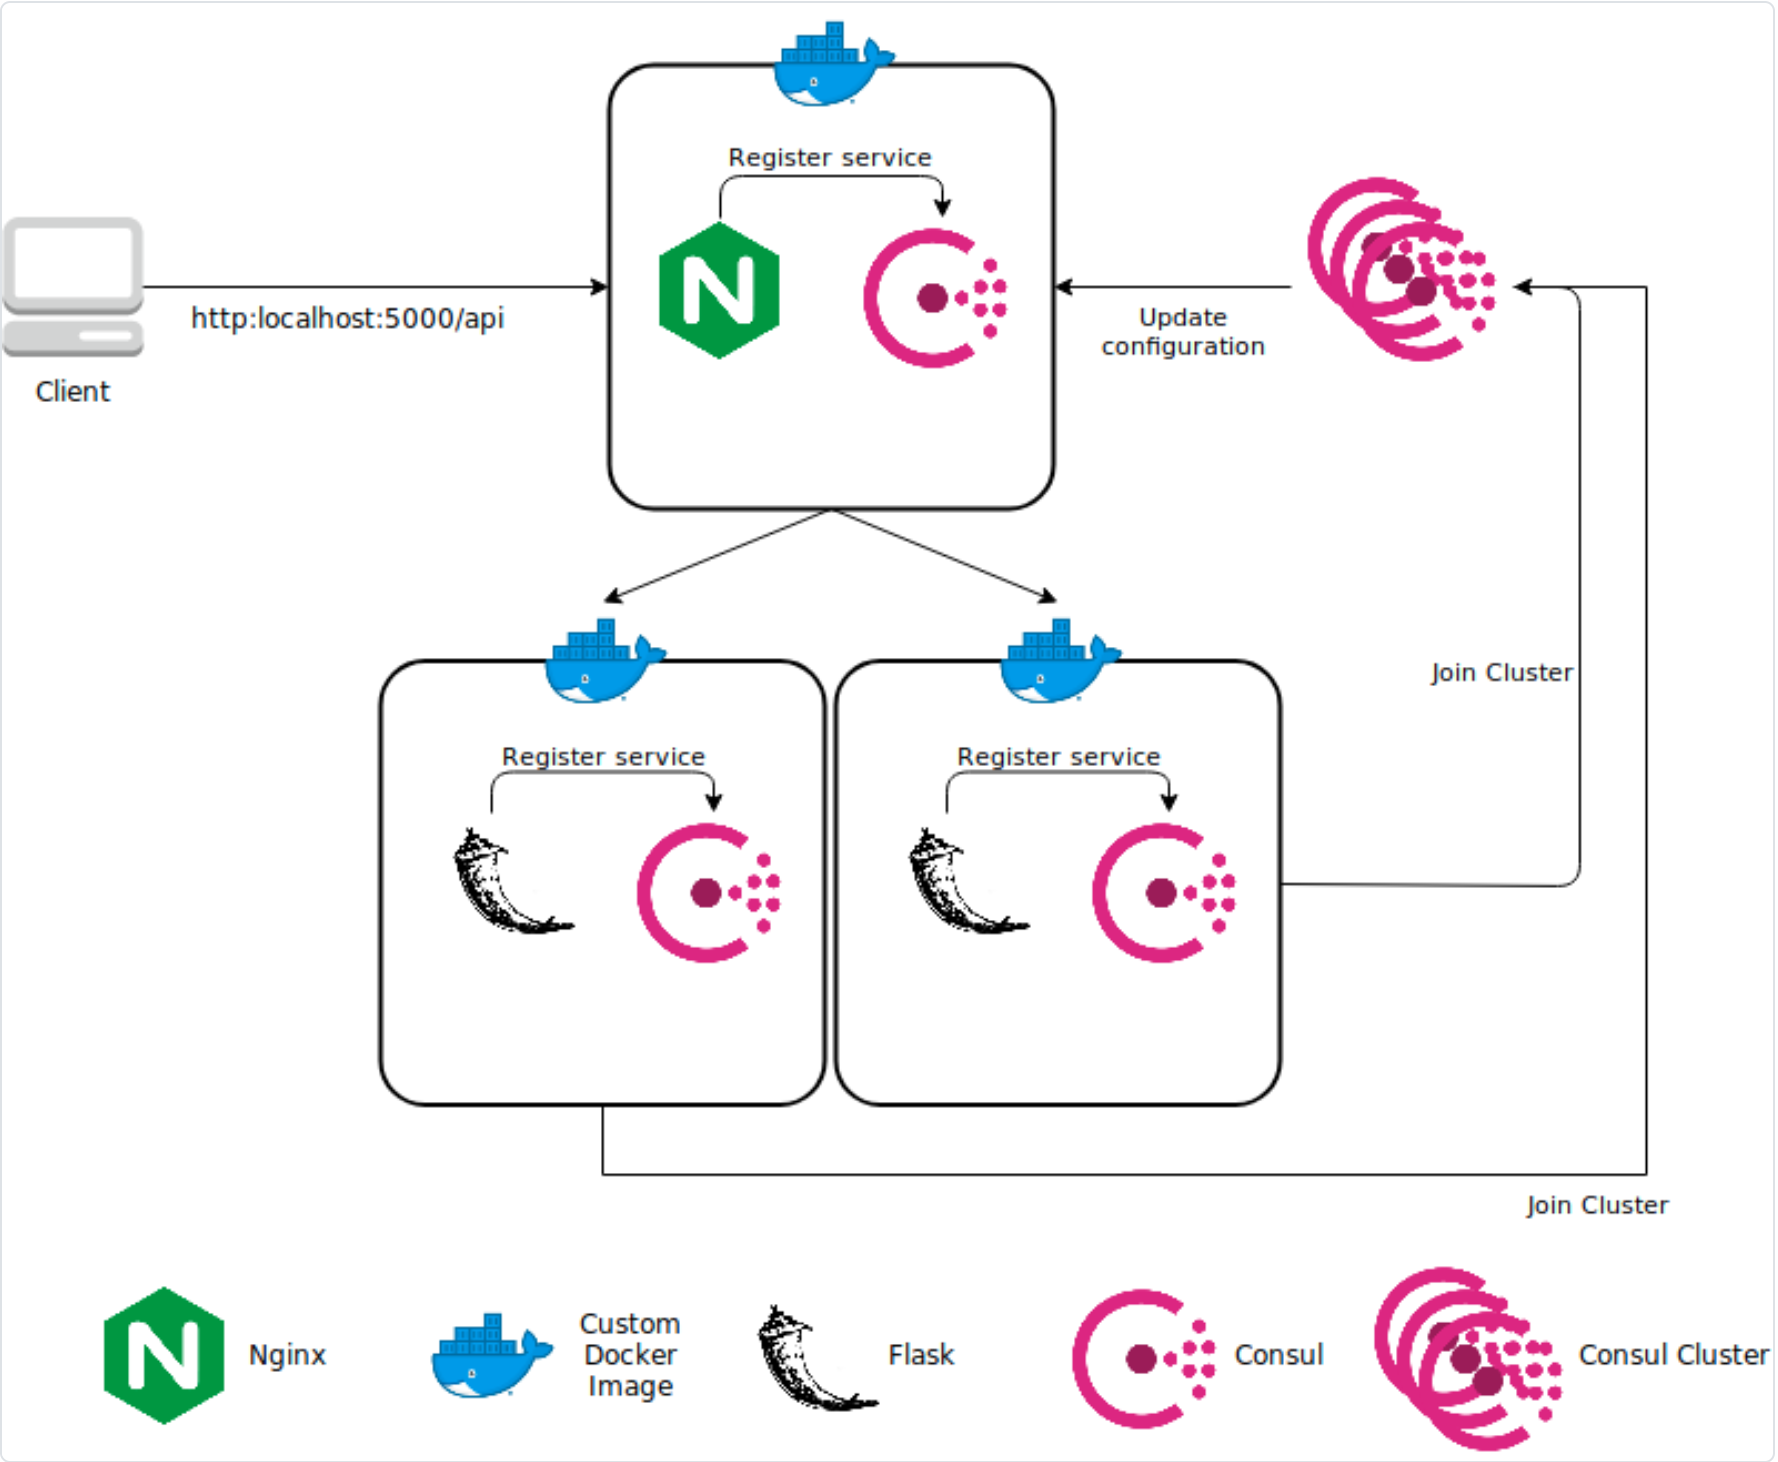 Register service
http:localhost:5000/api
Client
Update
configuration
Join Cluster
Register service
Register service
Join Cluster
Nginx
Custom
Docker
Image
Flask
Consul
Consul Cluster